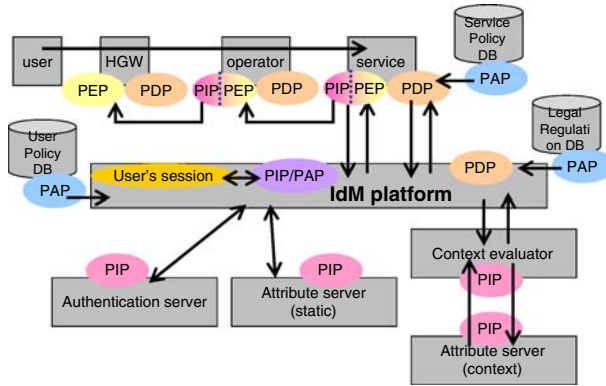 Service
Policy
DB
user
HGW
operator
service
PEP
PDP
PIP
PEP
PDP
PIP
PEP
PDP
PAP
User
Policy
DB
Legal
Regulati
on DB
PAP
User's session
PIP/PAP
PDP
PAP
IdM platform
PIP
Authentication server
PIP
Attribute server
(static)
Context evaluator
PIP
PIP
Attribute server
(context)